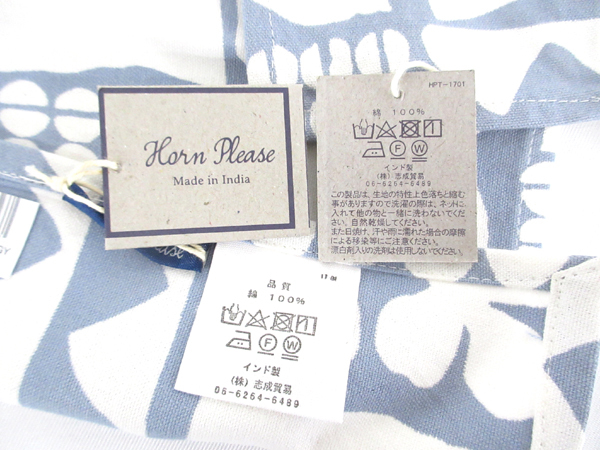 Horn Please
Made in India
HPT-1701
綿 100%
インド製
(株) 志成貿易
06-6264-6489
この製品は、生地の特性上色落ちと縮む
事がありますので洗濯の際は、ネットに
入れて他の物と一緒に洗わないでくだ
さい。自然乾燥してください。
また日焼け、汗や雨に濡れた場合の摩擦
による移染等にご注意ください。
漂白剤入りの洗剤は使用しないでください。
品質
綿 100%
インド製
(株) 志成貿易
06-6264-6489